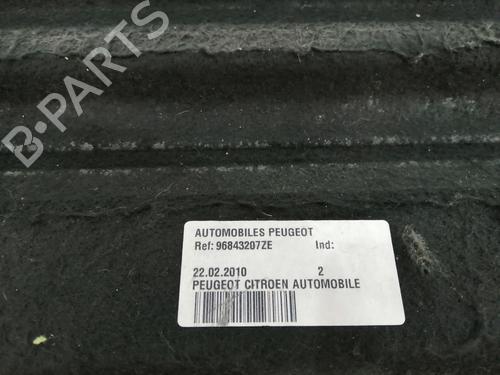 B-PARTS
AUTOMOBILES PEUGEOT
Ref: 96843207ZE Ind:
22.02.2010 2
PEUGEOT CITROEN AUTOMOBILE